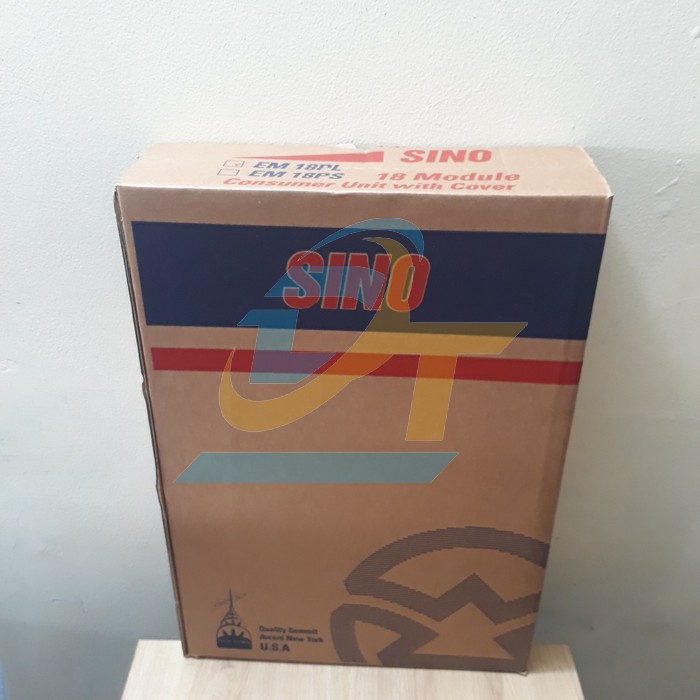 SINO
EM 18PL
EM 18PS
18 Module
Consumer Unit with Cover
SINO
Quality Summit
Award New York
U.S.A